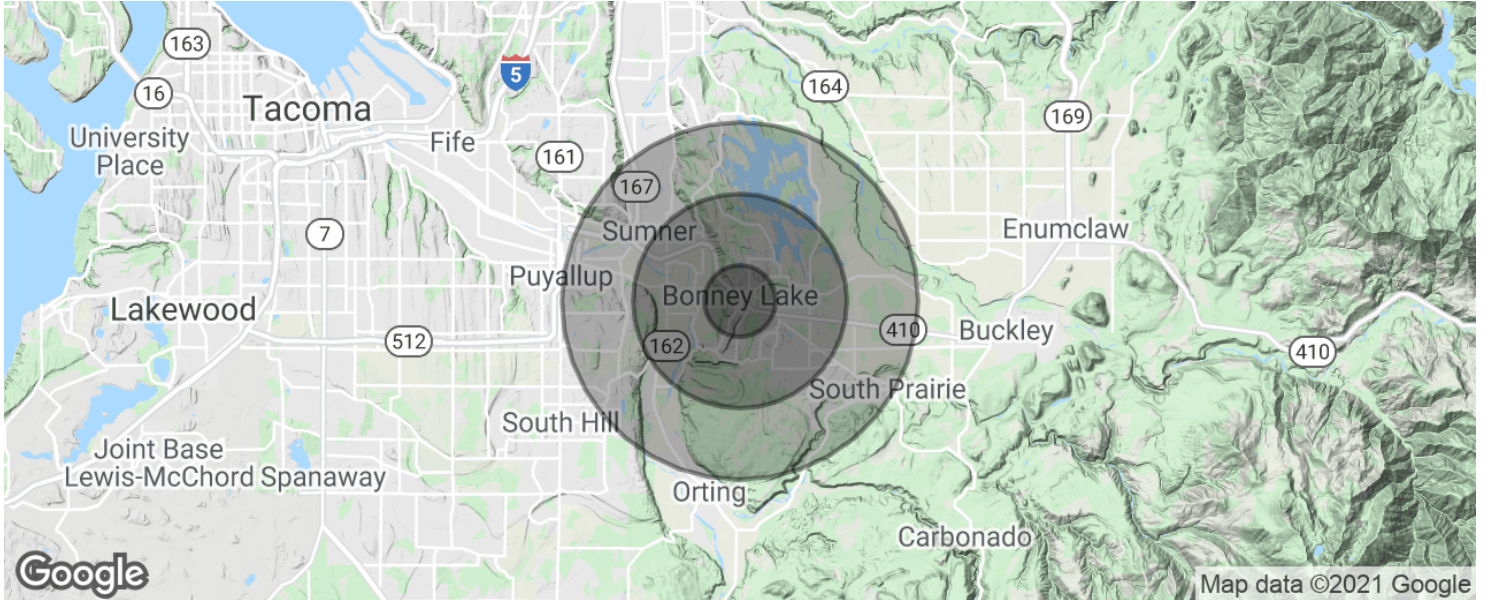 163
5
16
164
Tacoma
169
University
Place
Fife
161
167
7
Sumner
Enumclaw
Puyallup
Bonney Lake
Lakewood
410
Buckley
512
162
410
South Prairie
South Hill
Joint Base
Lewis-McChord
Spanaway
Orting
Carbonado
Google
Map data ©2021 Google